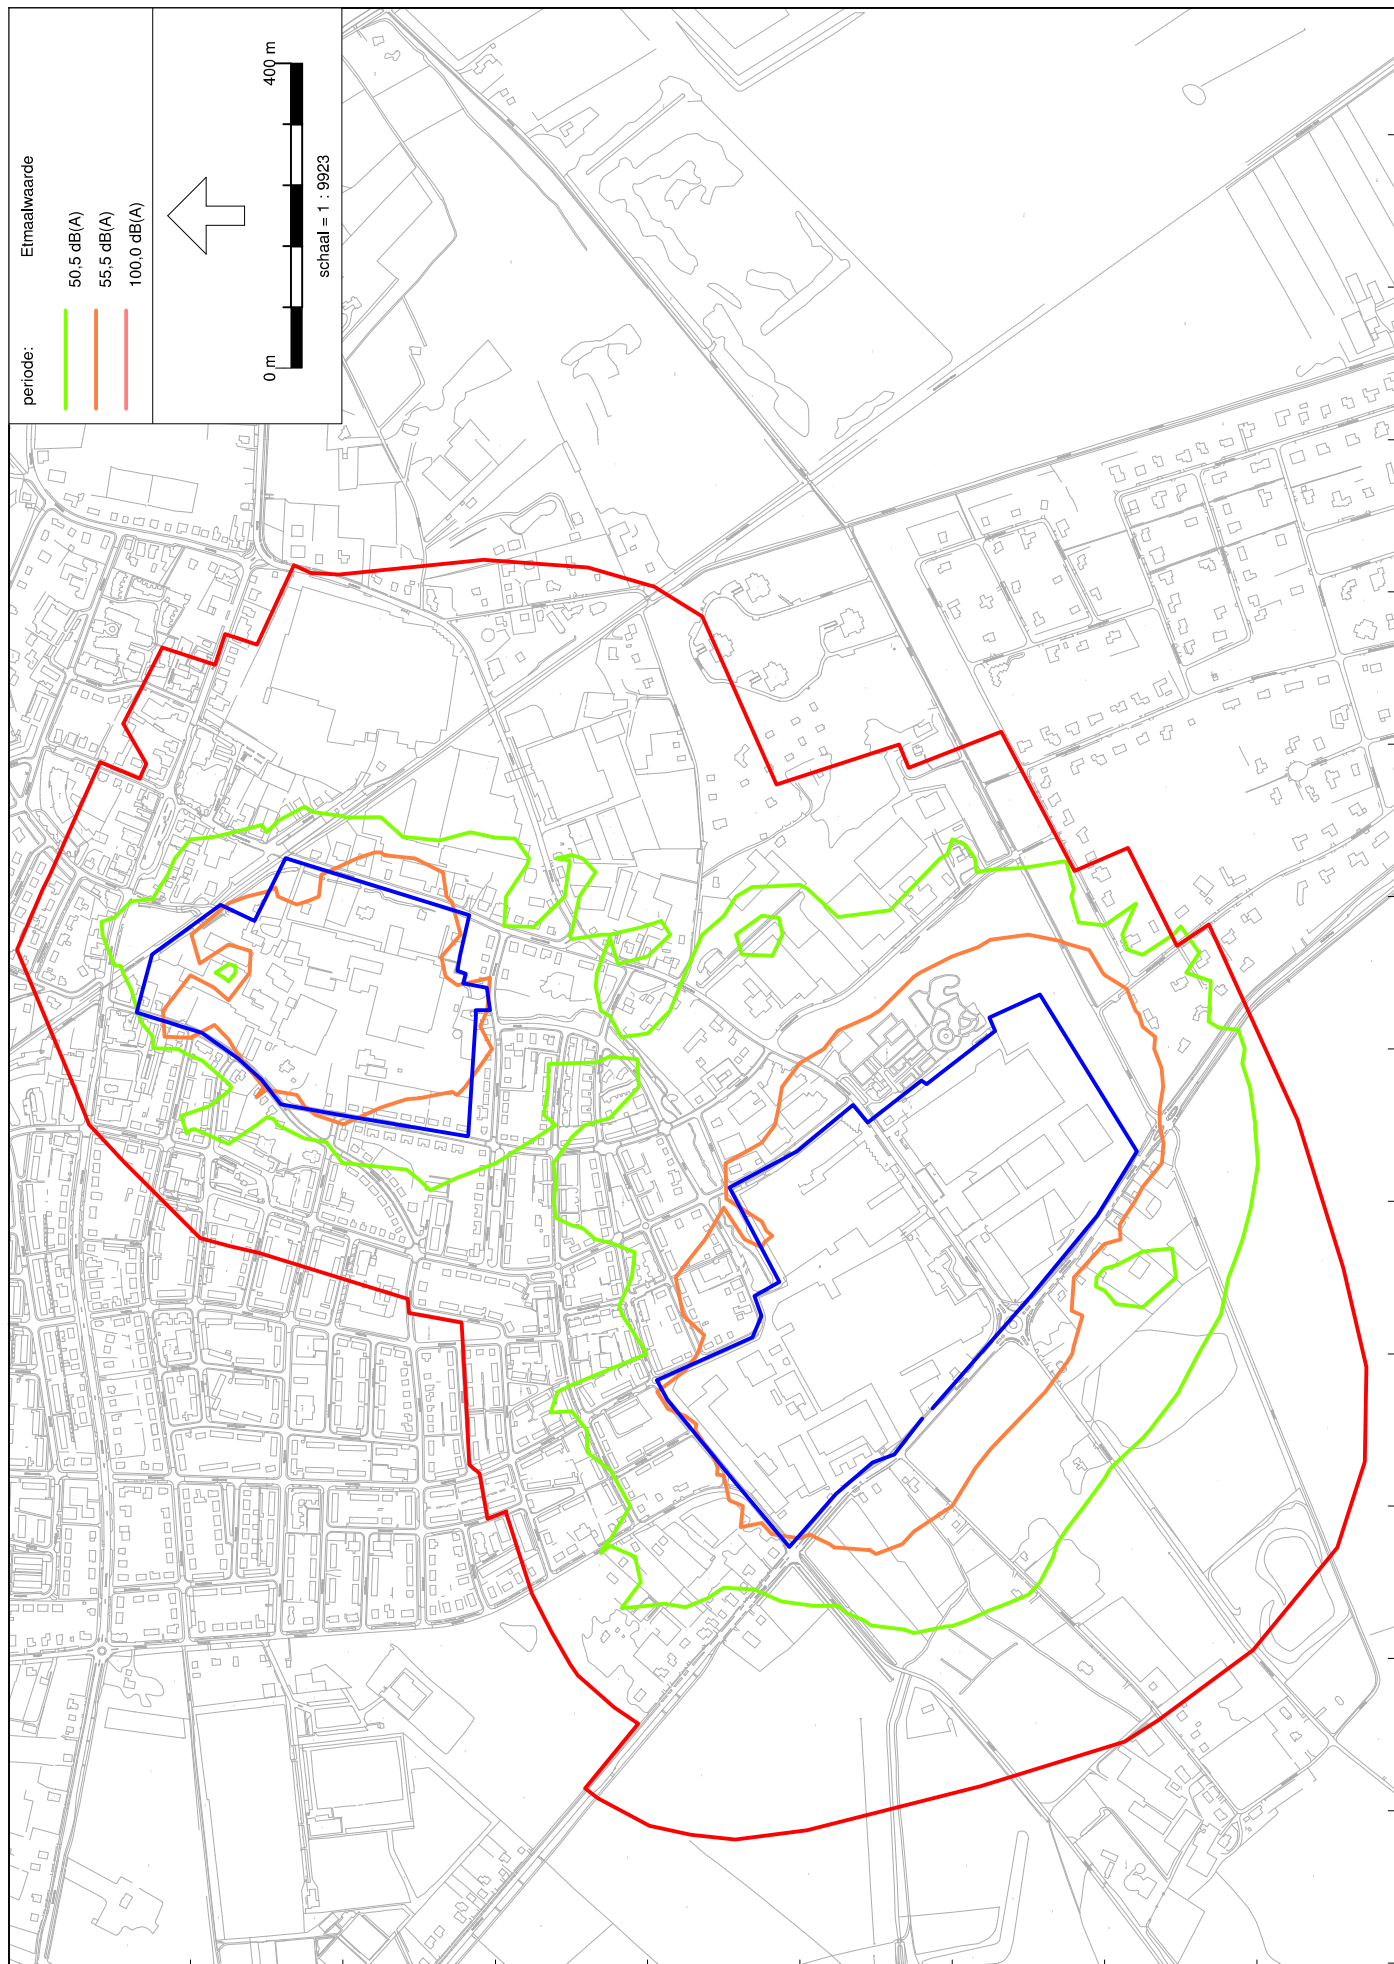 periode: Etmaalwaarde
50,5 dB(A)
55,5 dB(A)
100,0 dB(A)
0 m 400 m
schaal = 1 : 9923